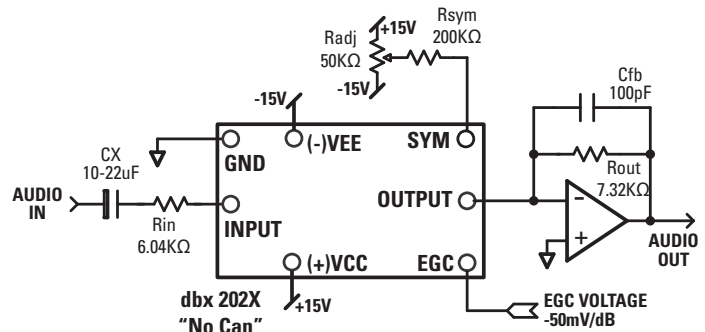 +15V
Radj
50KΩ
-15V
Rsym
200KΩ
Cfb
100pF
-15V
(-)VEE
SYM
GND
CX
10-22uF
AUDIO
IN
Rin
6.04KΩ
INPUT
OUTPUT
Rout
7.32KΩ
-
+
AUDIO
OUT
(+)VCC
EGC
+15V
dbx 202X
"No Can"
EGC VOLTAGE
-50mV/dB